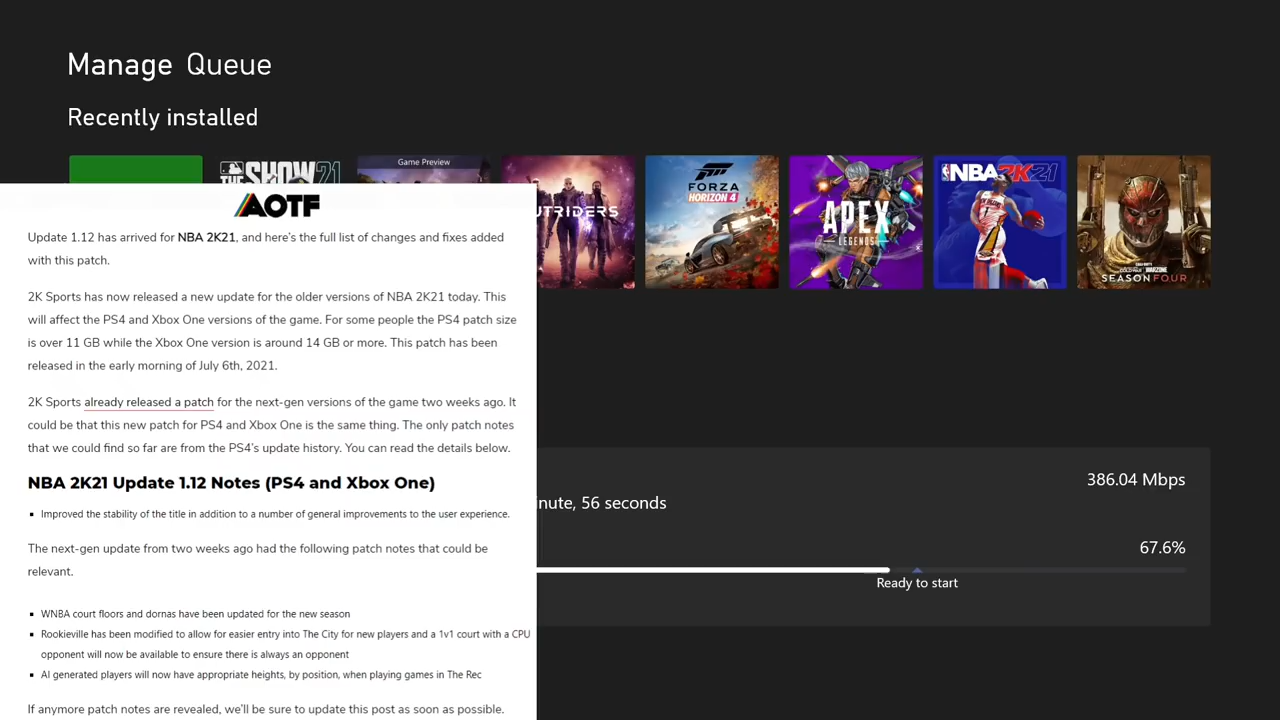 Manage Queue
Recently installed
THE SHOW 21
Game Preview
UTRIDERS
FORZA
HORIZON 4
APEX
LEGENDS
NBA 2K21
SEASON FOUR
AOTF
Update 1.12 has arrived for NBA 2K21, and here's the full list of changes and fixes added
with this patch.
2K Sports has now released a new update for the older versions of NBA 2K21 today. This
will affect the PS4 and Xbox One versions of the game. For some people the PS4 patch size
is over 11 GB while the Xbox One version is around 14 GB or more. This patch has been
released in the early morning of July 6th, 2021.
2K Sports already released a patch for the next-gen versions of the game two weeks ago. It
could be that this new patch for PS4 and Xbox One is the same thing. The only patch notes
that we could find so far are from the PS4's update history. You can read the details below.
NBA 2K21 Update 1.12 Notes (PS4 and Xbox One)
▪ Improved the stability of the title in addition to a number of general improvements to the user experience.
The next-gen update from two weeks ago had the following patch notes that could be
relevant.
▪ WNBA court floors and dornas have been updated for the new season
▪ Rookieville has been modified to allow for easier entry into The City for new players and a 1v1 court with a CPU
opponent will now be available to ensure there is always an opponent
▪ AI generated players will now have appropriate heights, by position, when playing games in The Rec
If anymore patch notes are revealed, we'll be sure to update this post as soon as possible.
386.04 Mbps
inute, 56 seconds
67.6%
Ready to start